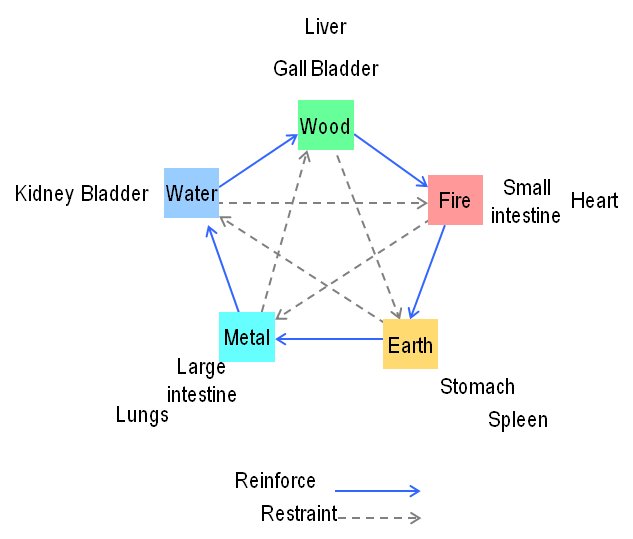 Liver
Gall Bladder
Wood
Kidney Bladder
Water
Fire
Small
intestine
Heart
Metal
Earth
Large
intestine
Lungs
Stomach
Spleen
Reinforce
Restraint